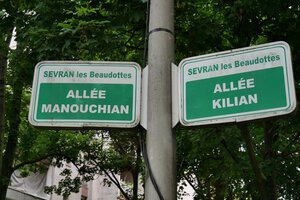 SEVRAN les Beaudottes
ALLÉE
MANOUCHIAN
SEVRAN les Beaudottes
ALLÉE
KILIAN